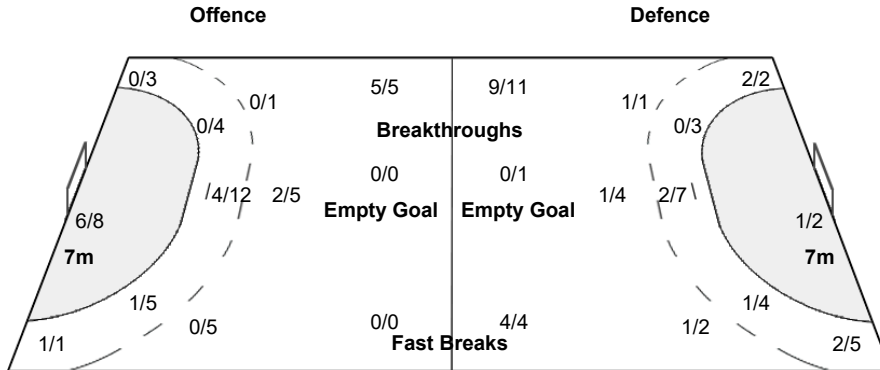 Offence Defence
0/3 5/5 9/11 2/2
0/1 1/1
0/4 Breakthroughs 0/3
0/0 0/1
4/12 2/5 1/4 2/7
Empty Goal Empty Goal
6/8 1/2
7m 7m
1/5 1/4
0/5 0/0 4/4 1/2
1/1 Fast Breaks 2/5